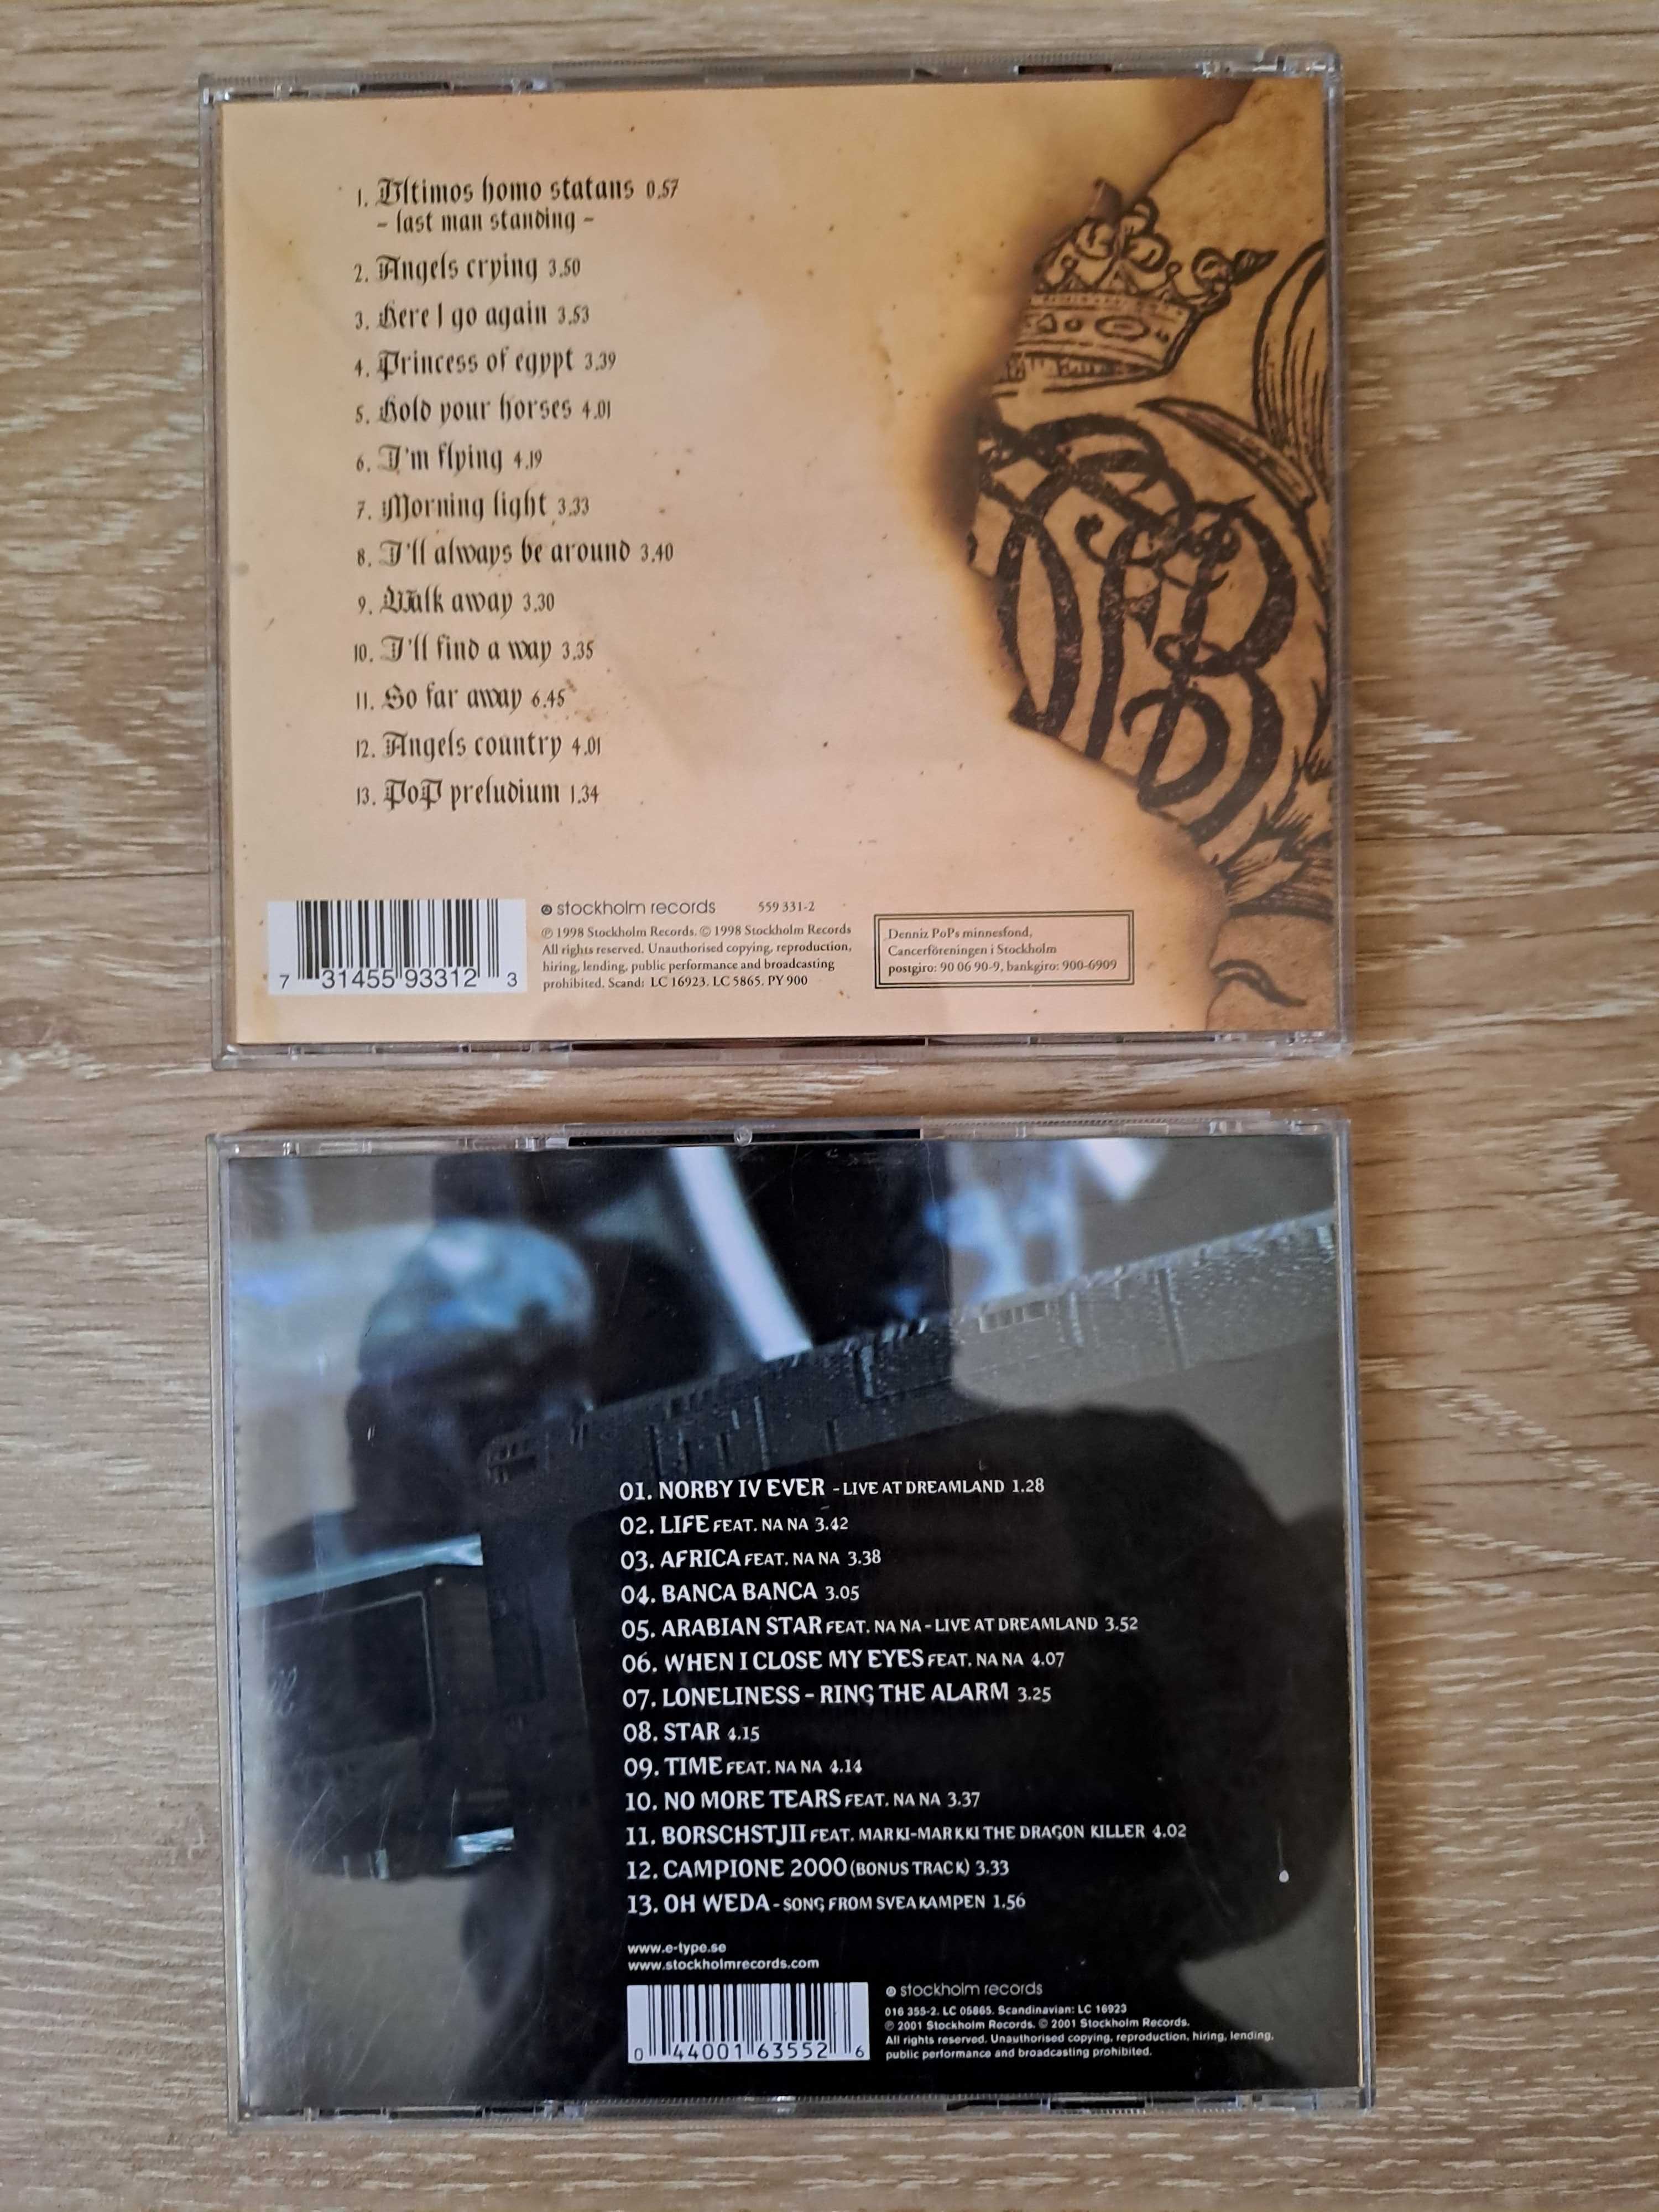 1. Ultimos homo statans 0.57
- last man standing -
2. Angels crying 3.50
3. Here I go again 3.53
4. Princess of egypt 3.39
5. Hold your horses 4.01
6. I'm flying 4.19
7. Morning light 3.33
8. I'll always be around 3.40
9. Walk away 3.30
10. I'll find a way 3.35
11. So far away 6.45
12. Angels country 4.01
13. PoP preludium 1.34
7 31455 93312 3
stockholm records 559 331-2
℗ 1998 Stockholm Records. © 1998 Stockholm Records
All rights reserved. Unauthorised copying, reproduction,
hiring, lending, public performance and broadcasting
prohibited. Scand: LC 16923. LC 5865. PY 900
Denniz PoPs minnesfond,
Cancerföreningen i Stockholm
postgiro: 90 06 90-9, bankgiro: 900-6909
01. NORBY IV EVER - LIVE AT DREAMLAND 1.28
02. LIFE FEAT. NA NA 3.42
03. AFRICA FEAT. NA NA 3.38
04. BANCA BANCA 3.05
05. ARABIAN STAR FEAT. NA NA - LIVE AT DREAMLAND 3.52
06. WHEN I CLOSE MY EYES FEAT. NA NA 4.07
07. LONELINESS - RING THE ALARM 3.25
08. STAR 4.15
09. TIME FEAT. NA NA 4.14
10. NO MORE TEARS FEAT. NA NA 3.37
11. BORSCHSTJII FEAT. MARKI-MARKKI THE DRAGON KILLER 4.02
12. CAMPIONE 2000 (BONUS TRACK) 3.33
13. OH WEDA - SONG FROM SVEA KAMPEN 1.56
www.e-type.se
www.stockholmrecords.com
0 44001 63552 6
stockholm records
016 355-2. LC 05865. Scandinavian: LC 16923
℗ 2001 Stockholm Records. © 2001 Stockholm Records.
All rights reserved. Unauthorised copying, reproduction, hiring, lending,
public performance and broadcasting prohibited.